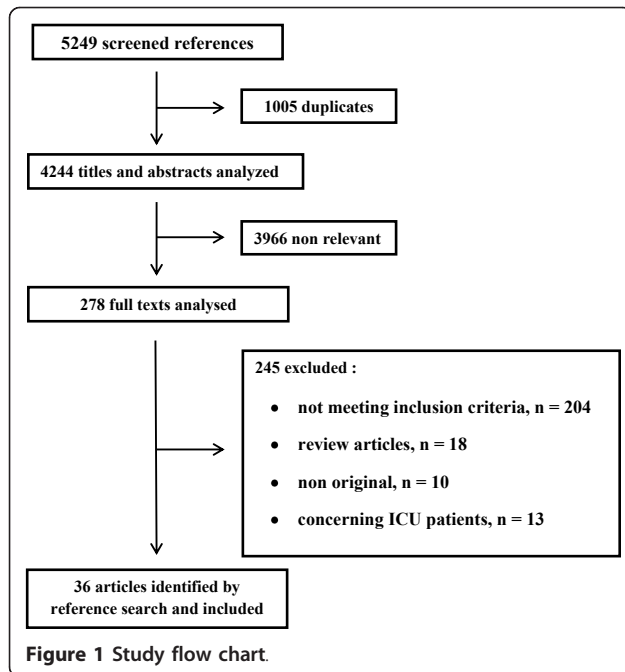 5249 screened references
1005 duplicates
4244 titles and abstracts analyzed
3966 non relevant
278 full texts analysed
245 excluded :
• not meeting inclusion criteria, n = 204
• review articles, n = 18
• non original, n = 10
• concerning ICU patients, n = 13
36 articles identified by
reference search and included
Figure 1 Study flow chart.